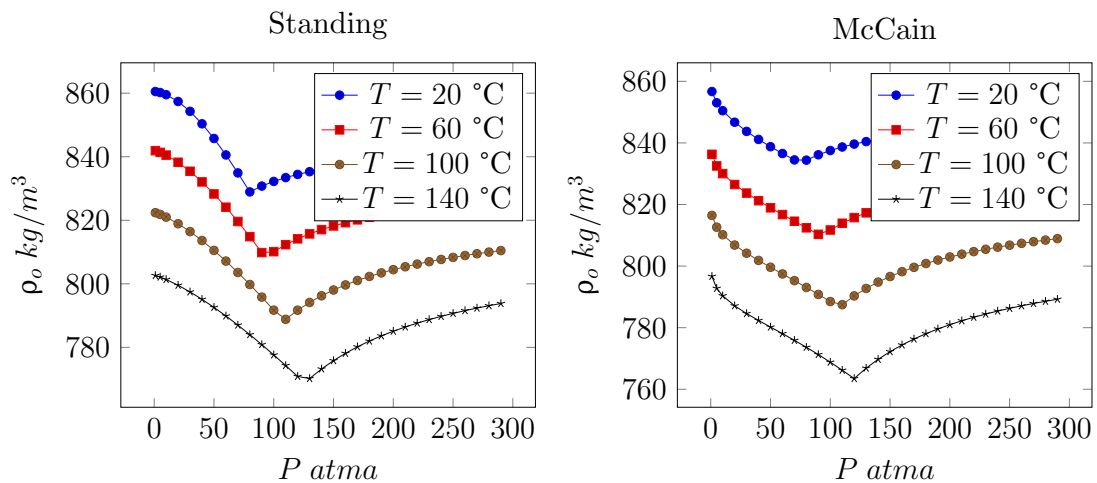 Standing
860
840
820
800
780
0 50 100 150 200 250 300
P atma
ρ_o kg/m³
T = 20 °C
T = 60 °C
T = 100 °C
T = 140 °C
McCain
860
840
820
800
780
760
0 50 100 150 200 250 300
P atma
ρ_o kg/m³
T = 20 °C
T = 60 °C
T = 100 °C
T = 140 °C